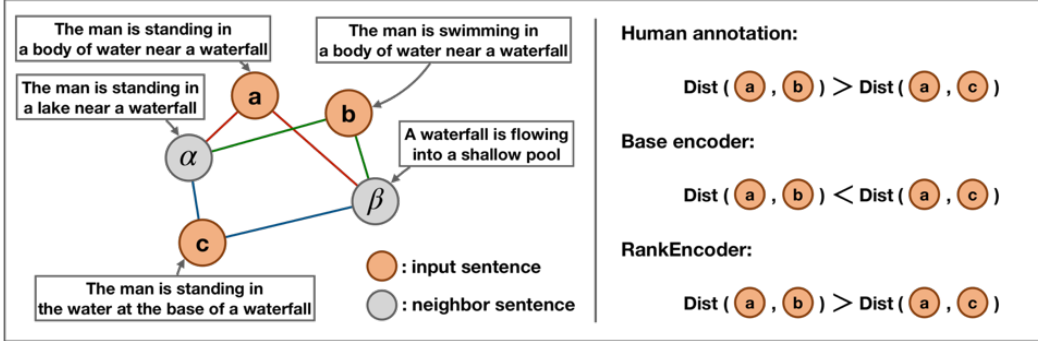 The man is standing in
a body of water near a waterfall
The man is swimming in
a body of water near a waterfall
The man is standing in
a lake near a waterfall
a
b
A waterfall is flowing
into a shallow pool
α
β
c
The man is standing in
the water at the base of a waterfall
: input sentence
: neighbor sentence
Human annotation:
Dist ( a , b ) > Dist ( a , c )
Base encoder:
Dist ( a , b ) < Dist ( a , c )
RankEncoder:
Dist ( a , b ) > Dist ( a , c )